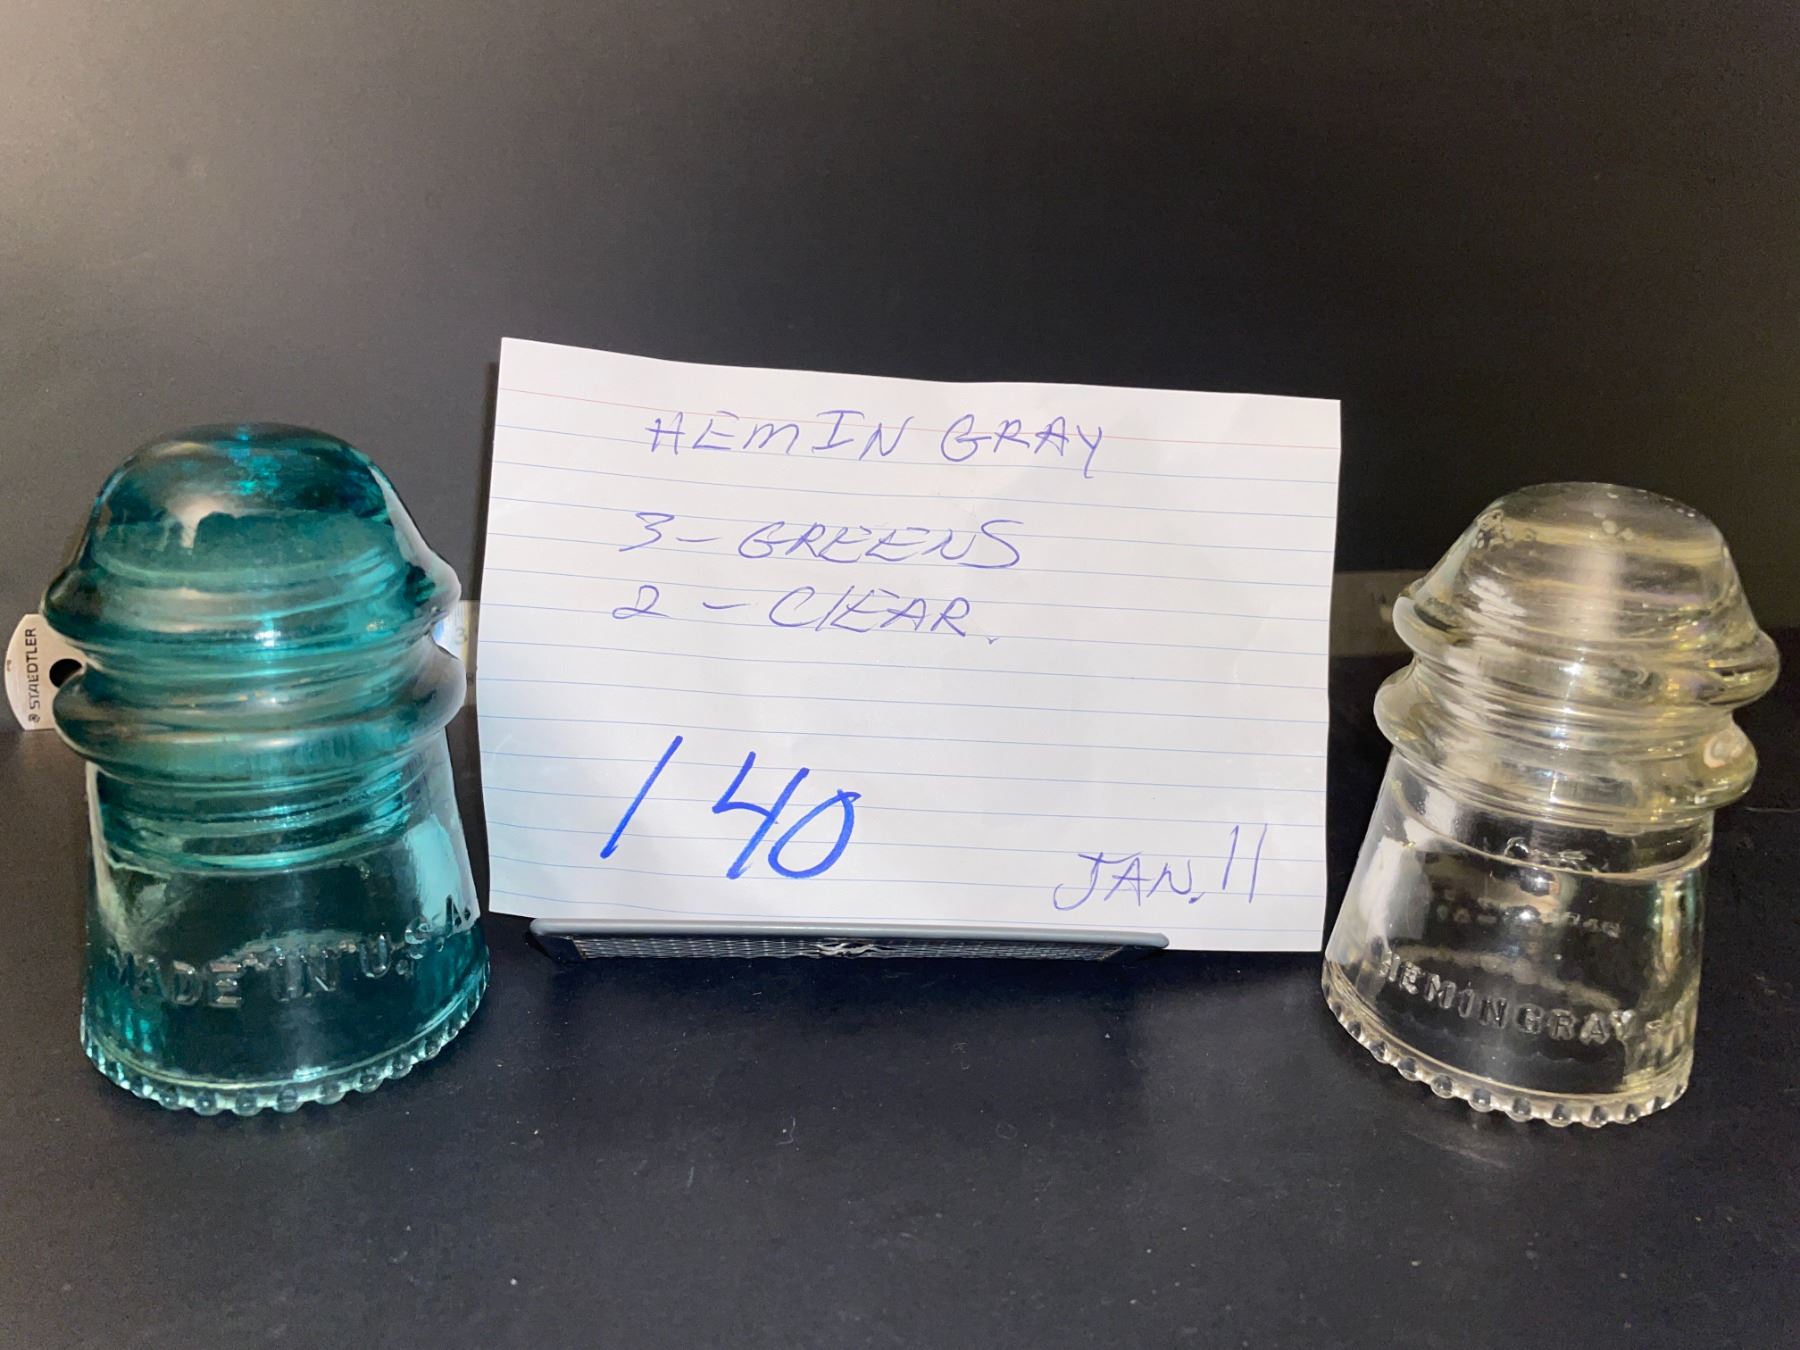 HEMIN GRAY
3 - GREENS
2 - CLEAR.
140
JAN. 11
MADE IN U.S.A.
HEMINGRAY
STAEDTLER